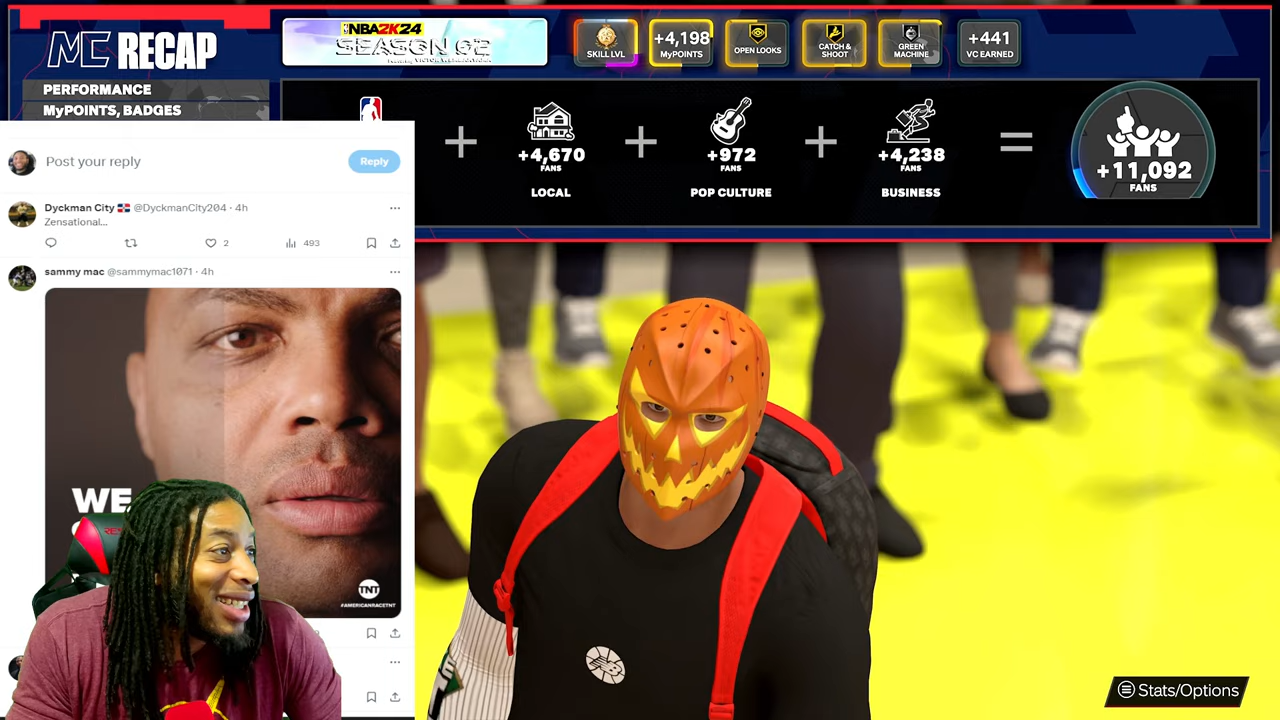 MC RECAP
PERFORMANCE
MyPOINTS, BADGES
NBA2K24
SEASON 02
SKILL LVL
+4,198
MyPOINTS
OPEN LOOKS
CATCH &
SHOOT
GREEN
MACHINE
+441
VC EARNED
+4,670
FANS
LOCAL
+972
FANS
POP CULTURE
+4,238
FANS
BUSINESS
+11,092
FANS
Post your reply
Reply
Dyckman City 🇩🇴 @DyckmanCity204 · 4h
Zensational...
2
493
sammy mac @sammymac1071 · 4h
WE
TNT
#AMERICANRACETNT
Stats/Options